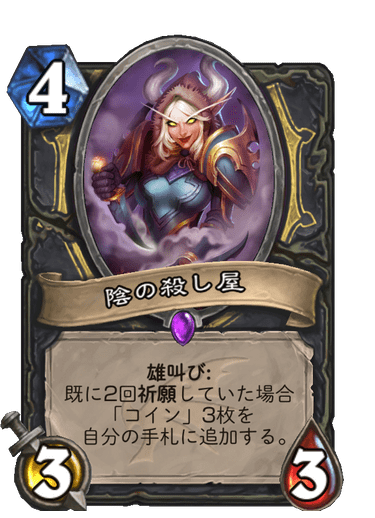 4
陰の殺し屋
雄叫び:
既に2回祈願していた場合
「コイン」3枚を
自分の手札に追加する。
3
3